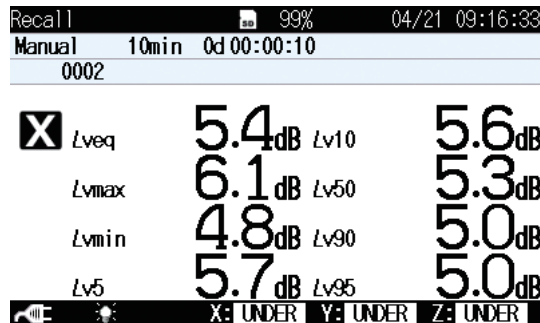 Recall SD 99% 04/21 09:16:33
Manual 10min 0d 00:00:10
0002
X Lveq 5.4dB Lv10 5.6dB
Lvmax 6.1dB Lv50 5.3dB
Lvmin 4.8dB Lv90 5.0dB
Lv5 5.7dB Lv95 5.0dB
X: UNDER Y: UNDER Z: UNDER